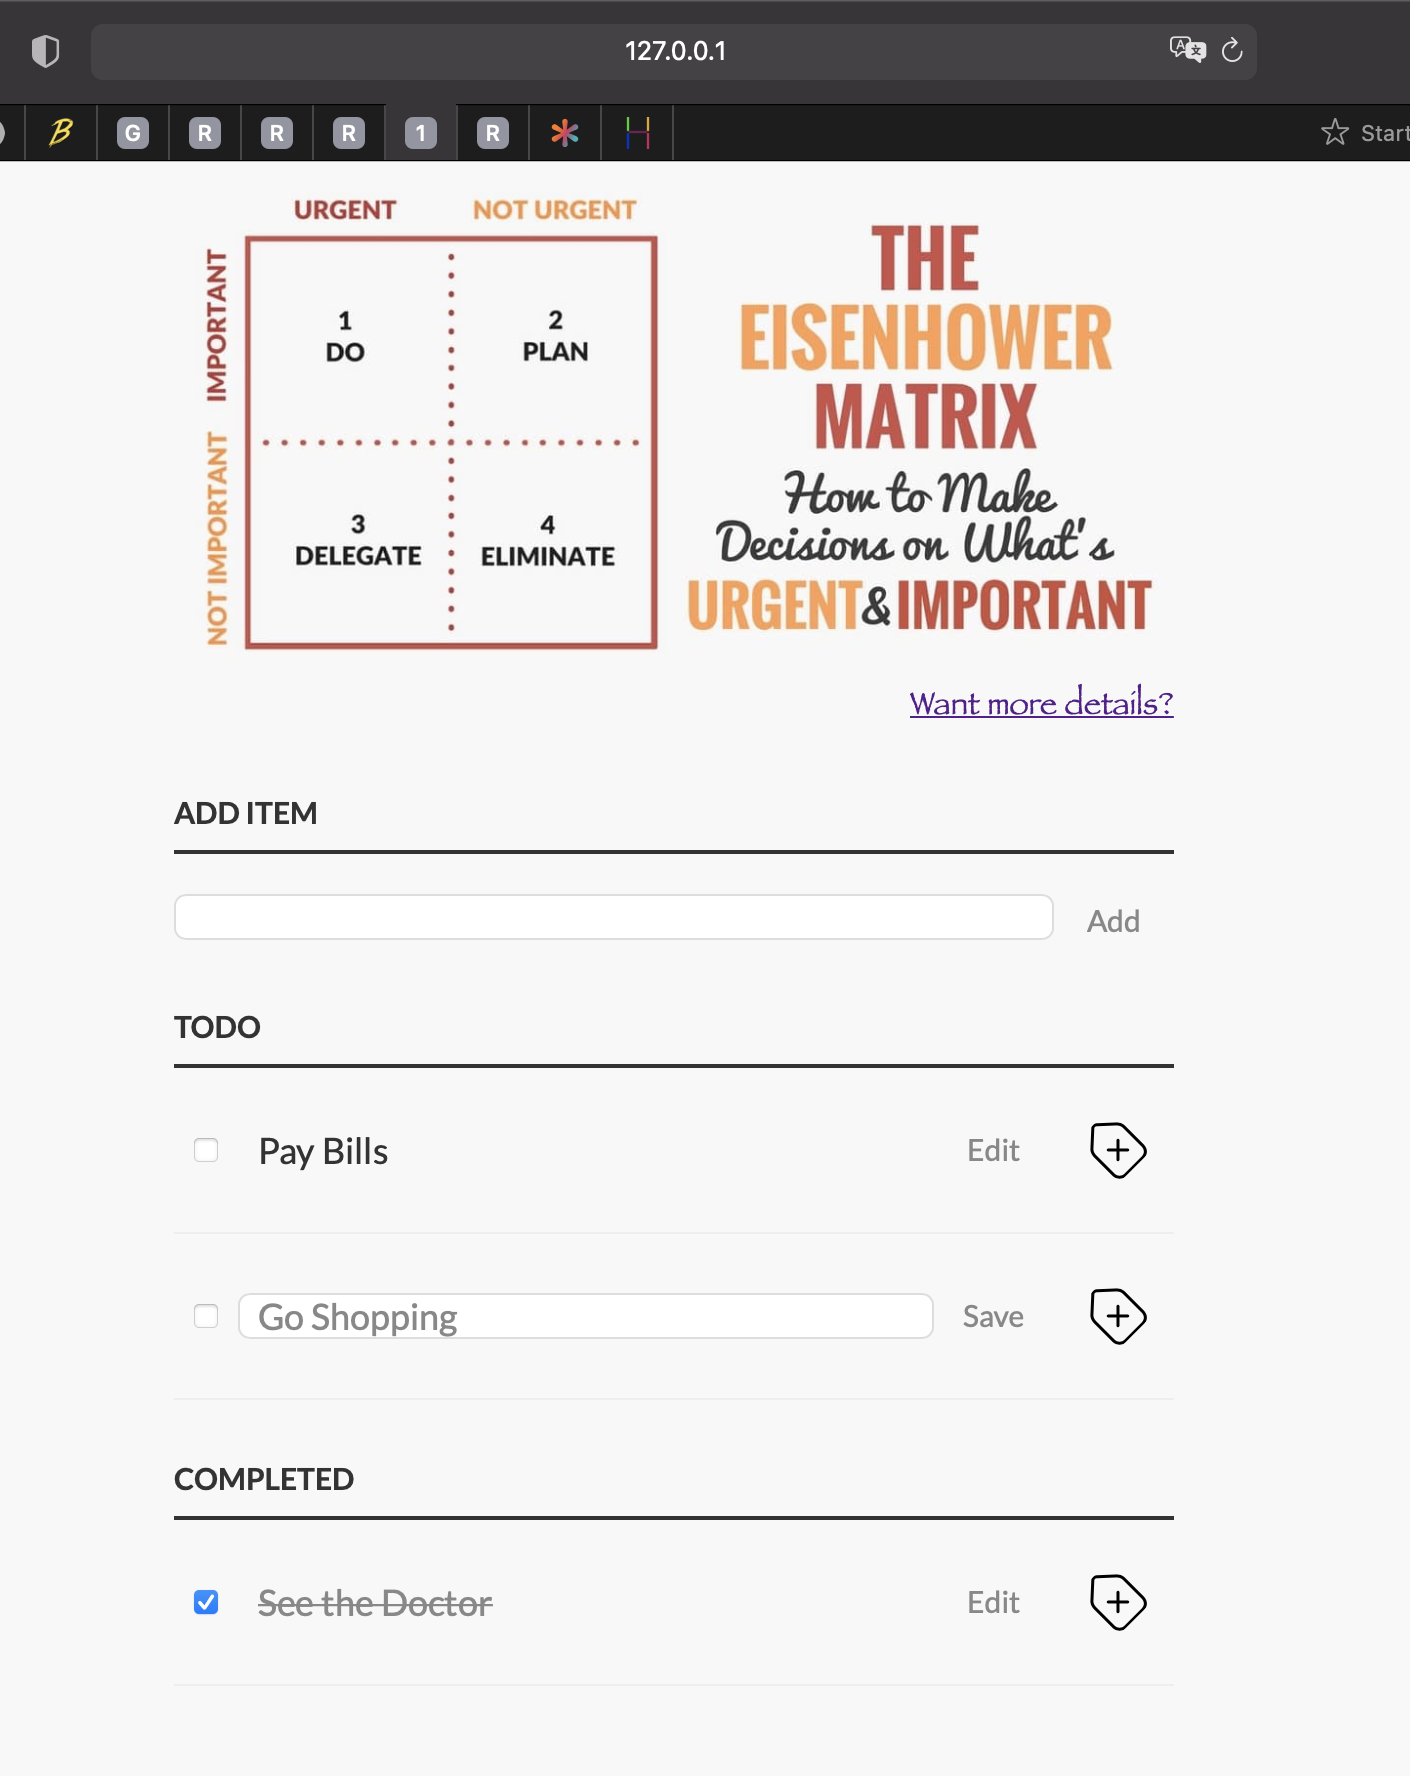 127.0.0.1
G R R R 1 R
Start
URGENT NOT URGENT
IMPORTANT
1
DO
2
PLAN
NOT IMPORTANT
3
DELEGATE
4
ELIMINATE
THE
EISENHOWER
MATRIX
How to Make
Decisions on What's
URGENT & IMPORTANT
Want more details?
ADD ITEM
Add
TODO
Pay Bills Edit
Go Shopping Save
COMPLETED
See the Doctor Edit